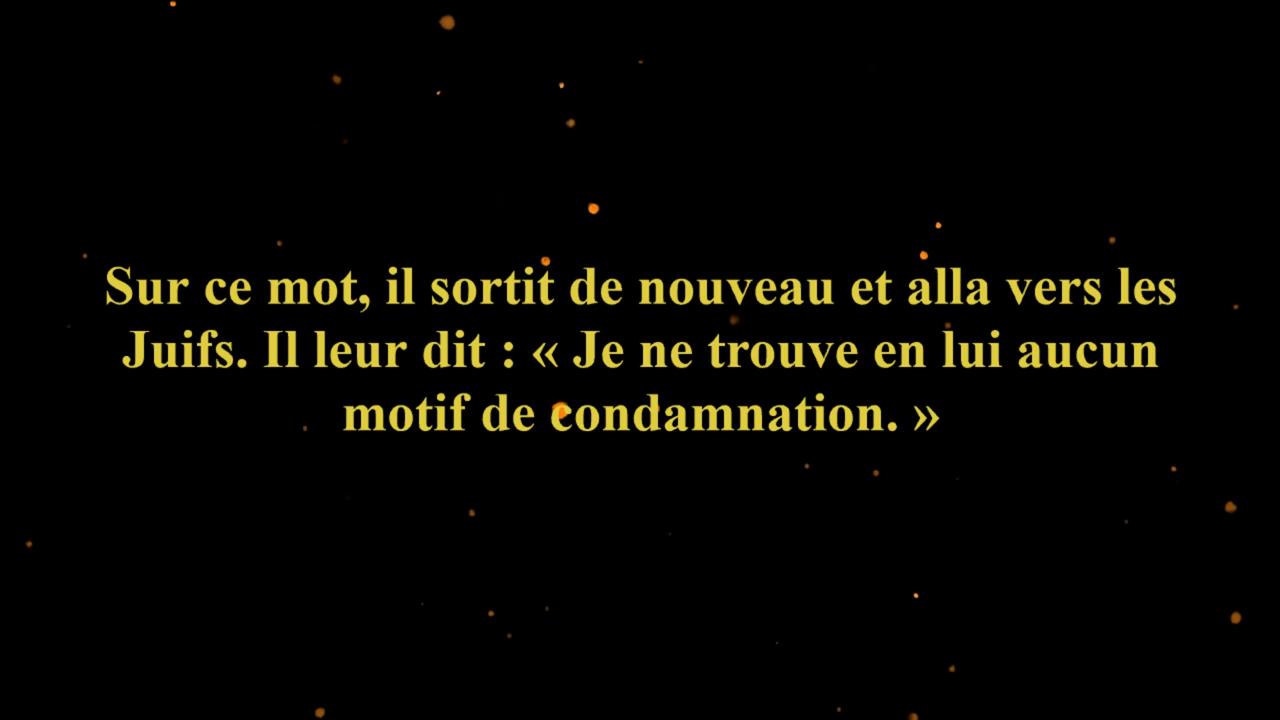 Sur ce mot, il sortit de nouveau et alla vers les
Juifs. Il leur dit : « Je ne trouve en lui aucun
motif de condamnation. »